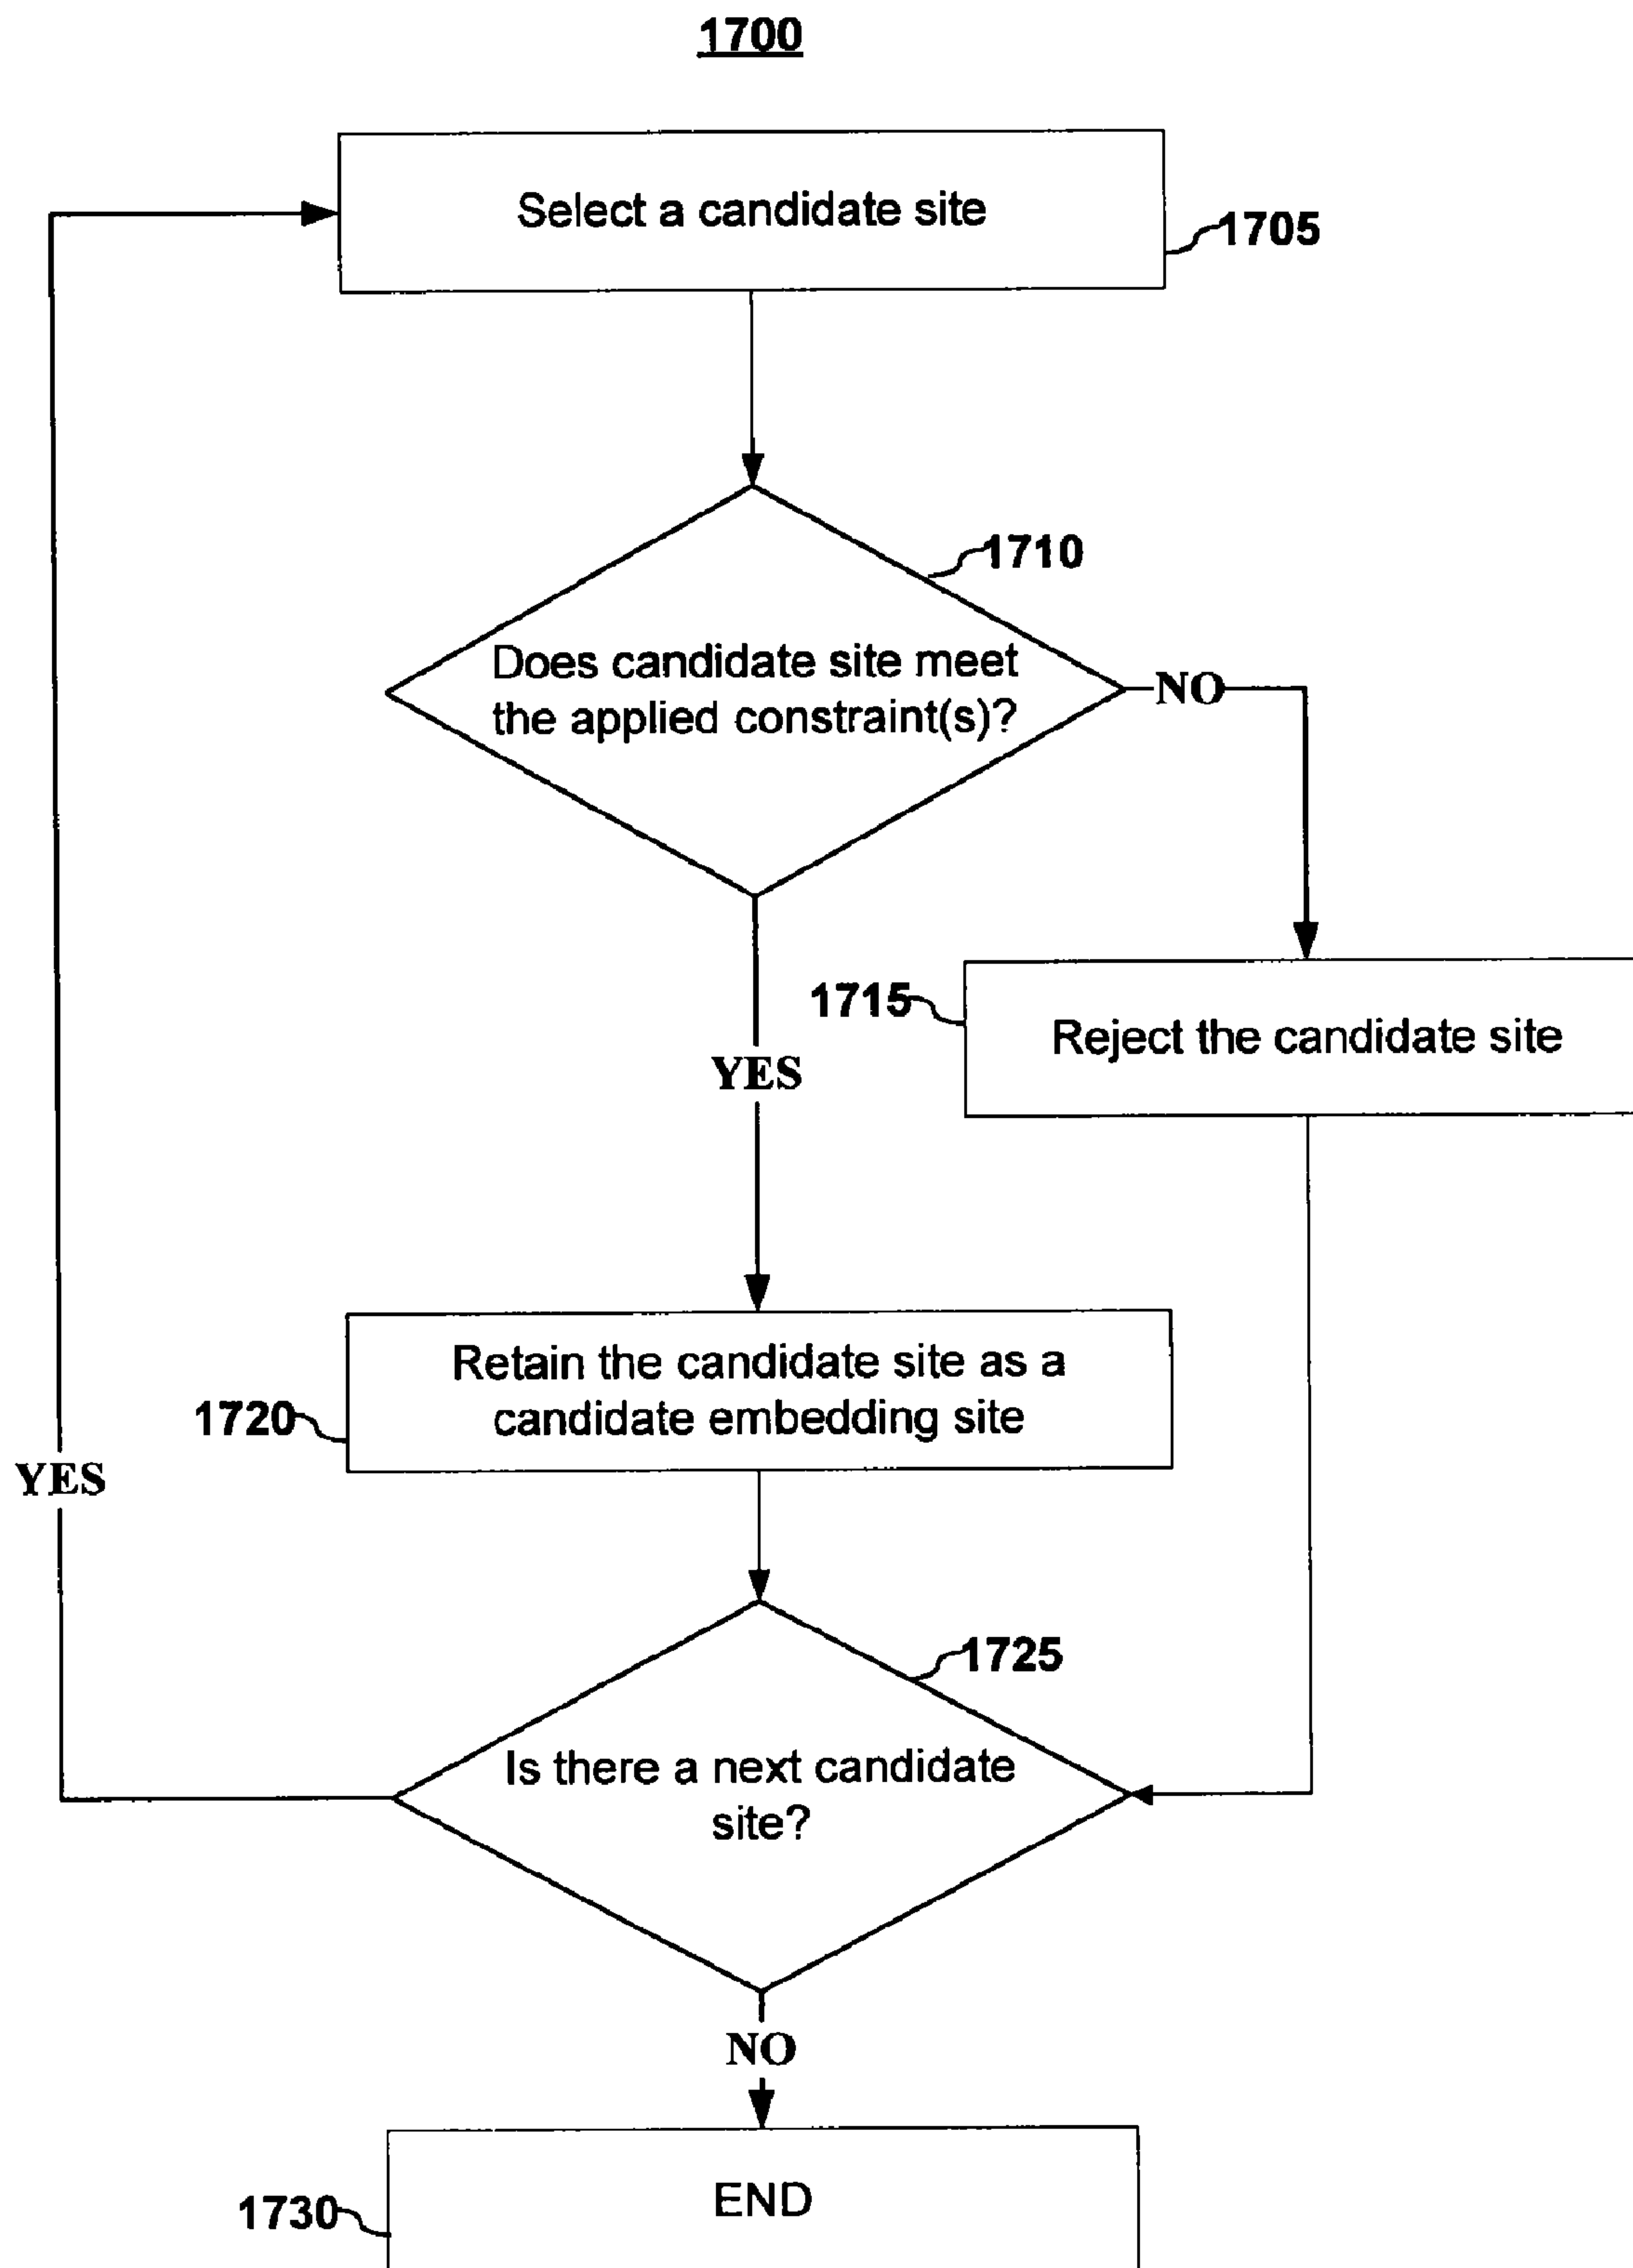 1700
Select a candidate site
1705
1710
Does candidate site meet
the applied constraint(s)?
NO
1715
Reject the candidate site
YES
Retain the candidate site as a
candidate embedding site
1720
YES
1725
Is there a next candidate
site?
NO
END
1730